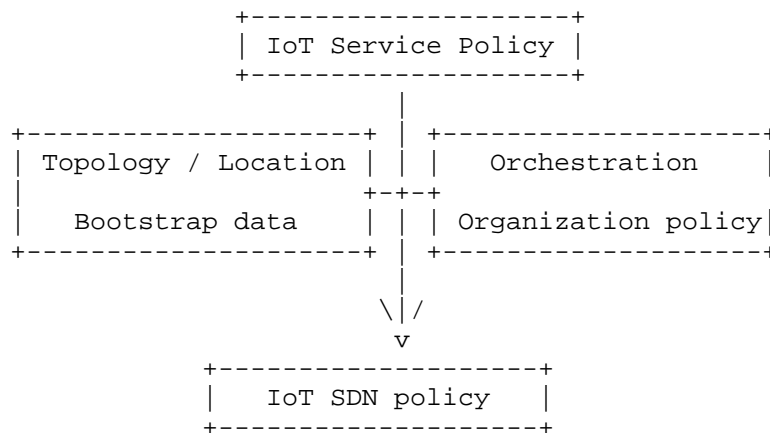 IoT Service Policy
Topology / Location
Orchestration
Bootstrap data
Organization policy
v
IoT SDN policy